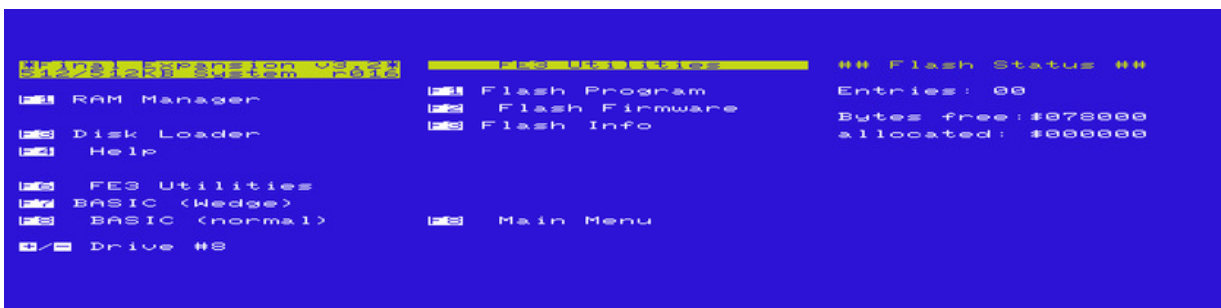 *Final Expansion v3.2*
512/512KB System r016
F1 RAM Manager
F3 Disk Loader
F4 Help
F6 FE3 Utilities
F7 BASIC (Wedge)
F8 BASIC (normal)
+/- Drive #8
FE3 Utilities
F1 Flash Program
F2 Flash Firmware
F3 Flash Info
F8 Main Menu
## Flash Status ##
Entries: 00
Bytes free:$078000
allocated: $000000